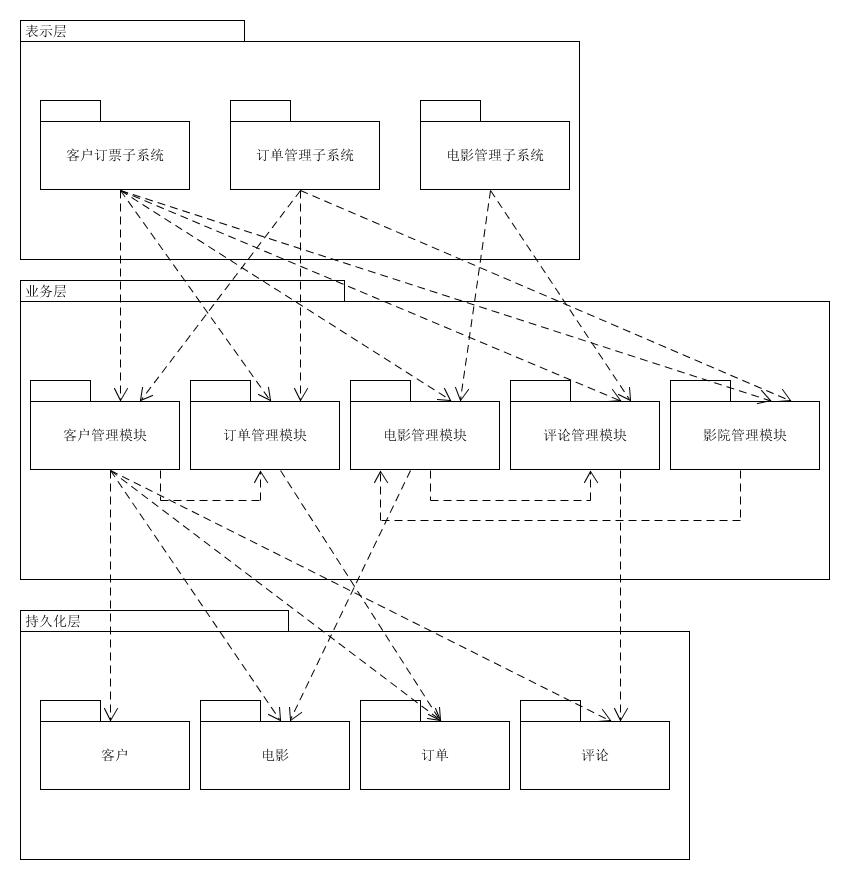 表示层
客户订票子系统
订单管理子系统
电影管理子系统
业务层
客户管理模块
订单管理模块
电影管理模块
评论管理模块
影院管理模块
持久化层
客户
电影
订单
评论